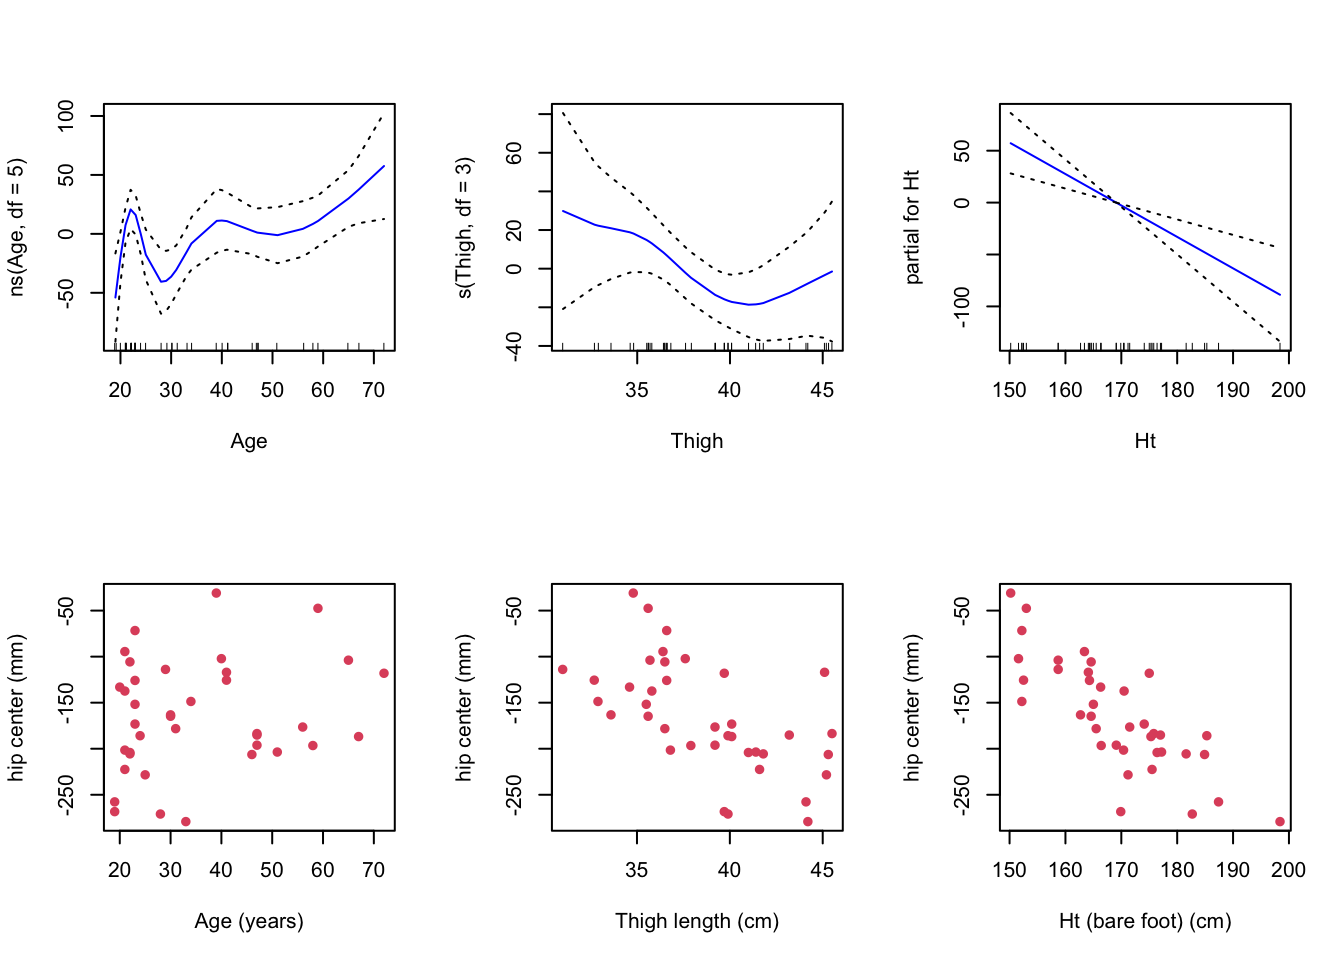 ns(Age, df = 5)
100
50
0
-50
20 30 40 50 60 70
Age
s(Thigh, df = 3)
60
20
0
-40
35 40 45
Thigh
partial for Ht
50
0
-100
150 160 170 180 190 200
Ht
hip center (mm)
-50
-150
-250
20 30 40 50 60 70
Age (years)
hip center (mm)
-50
-150
-250
35 40 45
Thigh length (cm)
hip center (mm)
-50
-150
-250
150 160 170 180 190 200
Ht (bare foot) (cm)